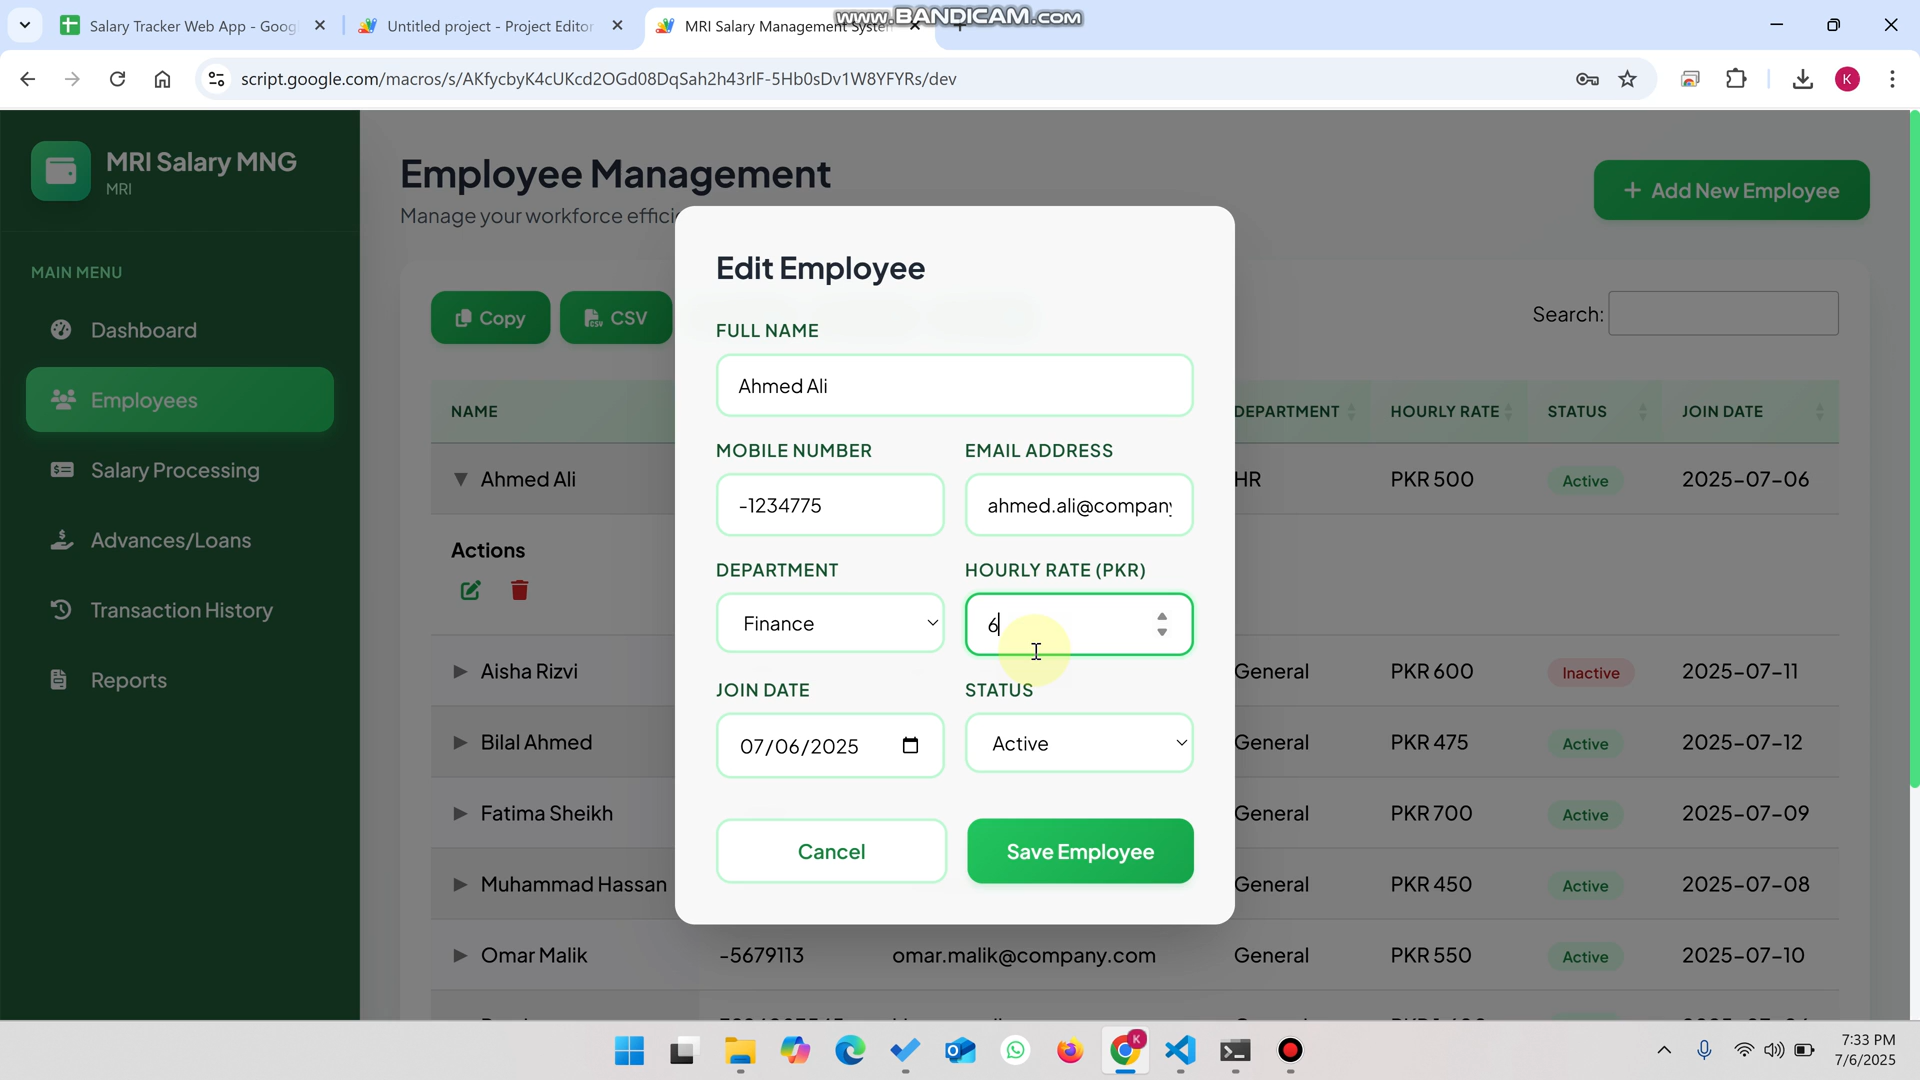 Salary Tracker Web App - Goog
Untitled project - Project Editor
MRI Salary Management System
www.BANDICAM.com
script.google.com/macros/s/AKfycbyK4cUKcd2OGd08DqSah2h43rlF-5Hb0sDv1W8YFYRs/dev
K
MRI Salary MNG
MRI
MAIN MENU
Dashboard
Employees
Salary Processing
Advances/Loans
Transaction History
Reports
Employee Management
Manage your workforce effici
+ Add New Employee
Copy
CSV
Search:
NAME
DEPARTMENT
HOURLY RATE
STATUS
JOIN DATE
Ahmed Ali
HR
PKR 500
Active
2025-07-06
Actions
Aisha Rizvi
General
PKR 600
Inactive
2025-07-11
Bilal Ahmed
General
PKR 475
Active
2025-07-12
Fatima Sheikh
General
PKR 700
Active
2025-07-09
Muhammad Hassan
General
PKR 450
Active
2025-07-08
Omar Malik
-5679113
omar.malik@company.com
General
PKR 550
Active
2025-07-10
Edit Employee
FULL NAME
Ahmed Ali
MOBILE NUMBER
EMAIL ADDRESS
-1234775
ahmed.ali@company
DEPARTMENT
HOURLY RATE (PKR)
Finance
6
JOIN DATE
STATUS
07/06/2025
Active
Cancel
Save Employee
K
7:33 PM
7/6/2025